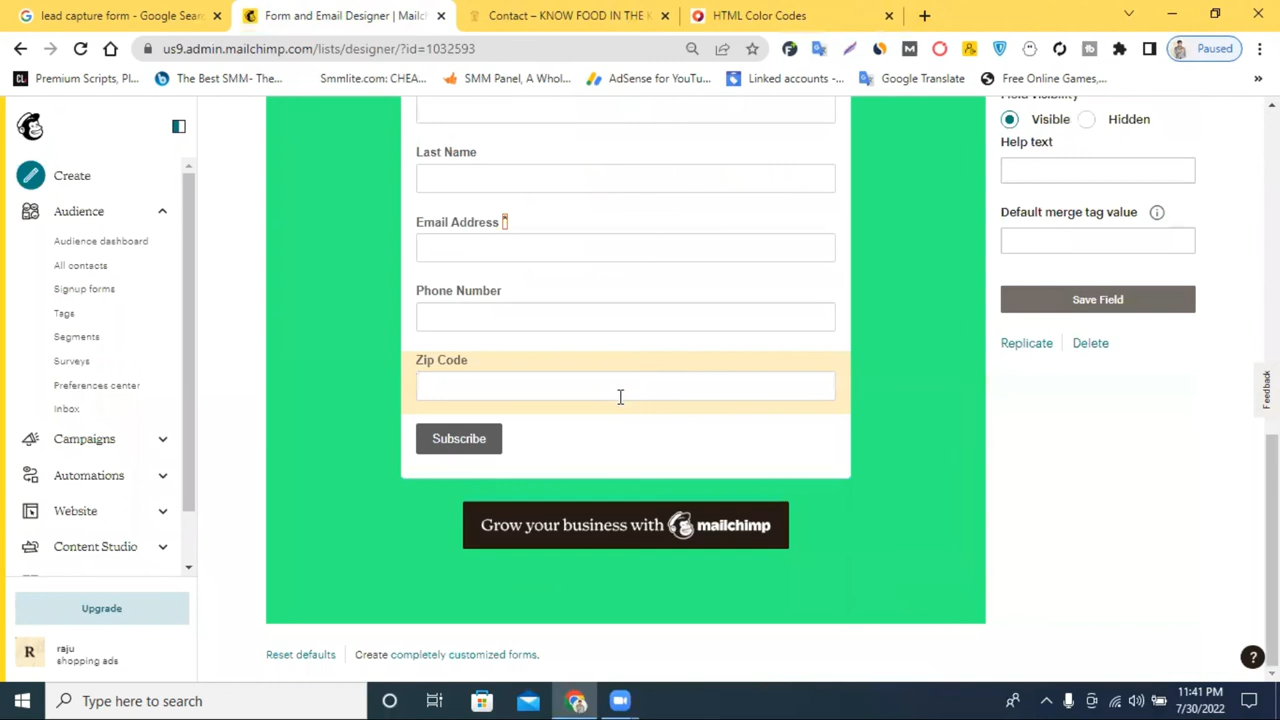 lead capture form - Google Searc
Form and Email Designer | Mailch
Contact – KNOW FOOD IN THE K
HTML Color Codes
us9.admin.mailchimp.com/lists/designer/?id=1032593
Paused
CL Premium Scripts, Pl...
The Best SMM- The...
Smmlite.com: CHEA...
SMM Panel, A Whol...
AdSense for YouTu...
Linked accounts -...
Google Translate
Free Online Games,...
Create
Audience
Audience dashboard
All contacts
Signup forms
Tags
Segments
Surveys
Preferences center
Inbox
Campaigns
Automations
Website
Content Studio
Upgrade
R
raju
shopping ads
Last Name
Email Address *
Phone Number
Zip Code
Subscribe
Grow your business with mailchimp
Reset defaults
Create completely customized forms.
Visible
Hidden
Help text
Default merge tag value
Save Field
Replicate
Delete
Feedback
?
Type here to search
11:41 PM
7/30/2022